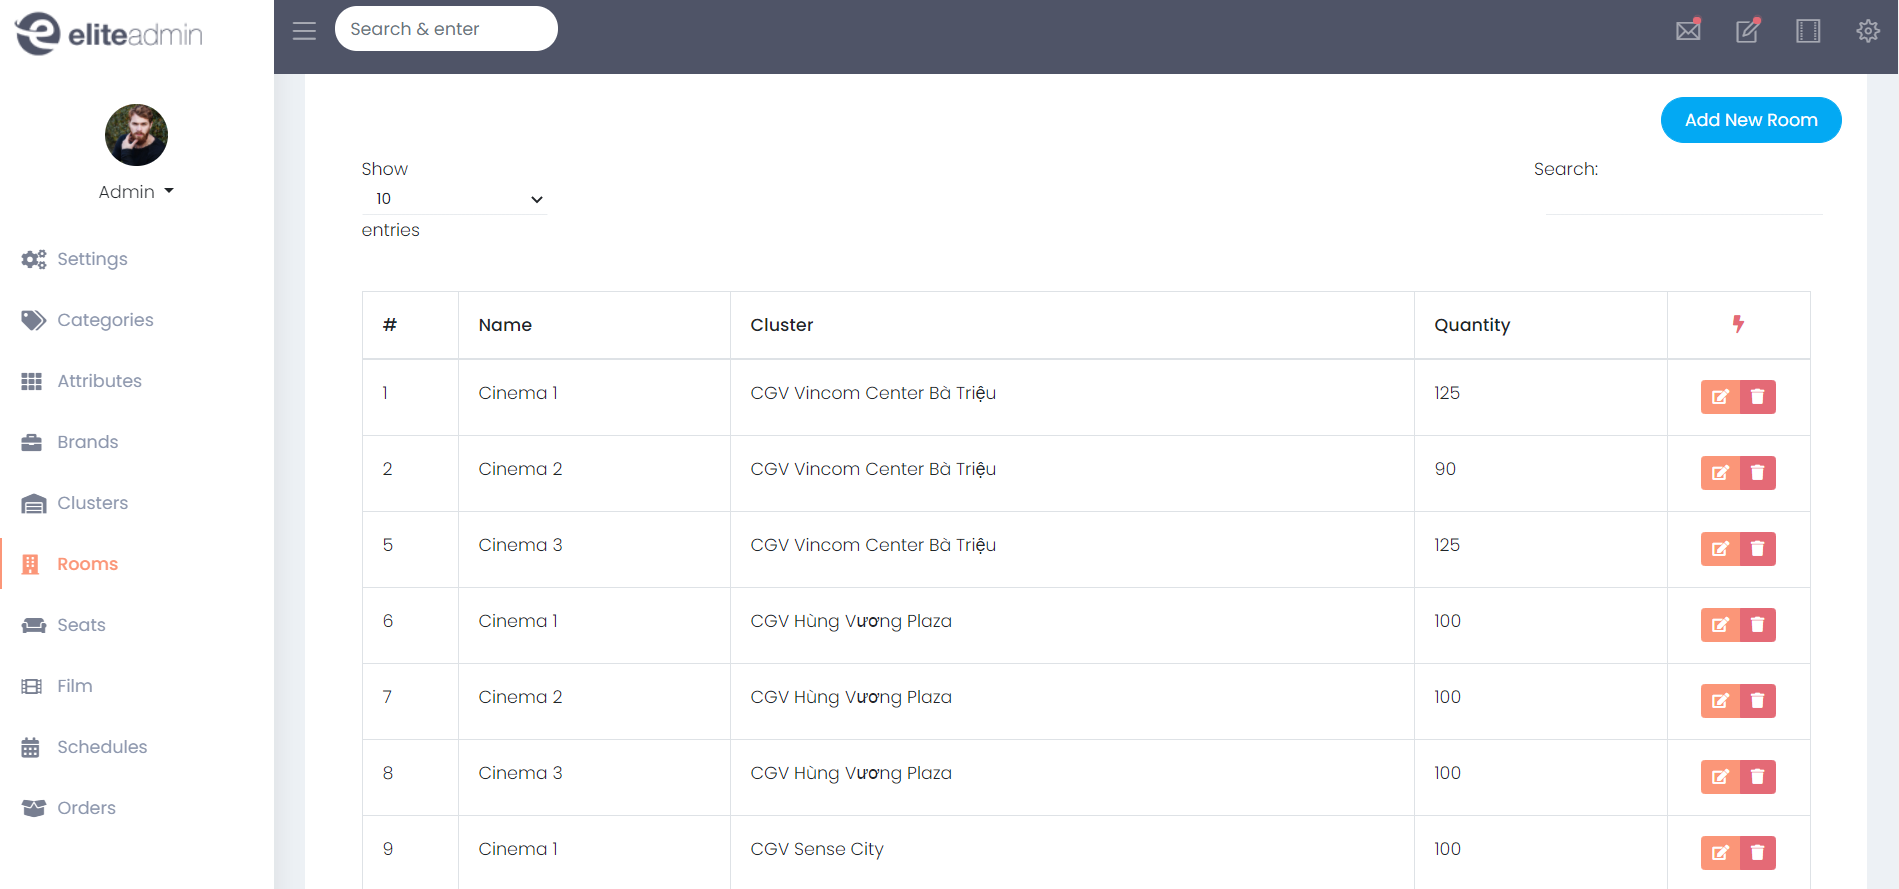 eliteadmin
Search & enter
Admin
Settings
Categories
Attributes
Brands
Clusters
Rooms
Seats
Film
Schedules
Orders
Add New Room
Show
10
entries
Search:
# Name Cluster Quantity
1 Cinema 1 CGV Vincom Center Bà Triệu 125
2 Cinema 2 CGV Vincom Center Bà Triệu 90
5 Cinema 3 CGV Vincom Center Bà Triệu 125
6 Cinema 1 CGV Hùng Vương Plaza 100
7 Cinema 2 CGV Hùng Vương Plaza 100
8 Cinema 3 CGV Hùng Vương Plaza 100
9 Cinema 1 CGV Sense City 100